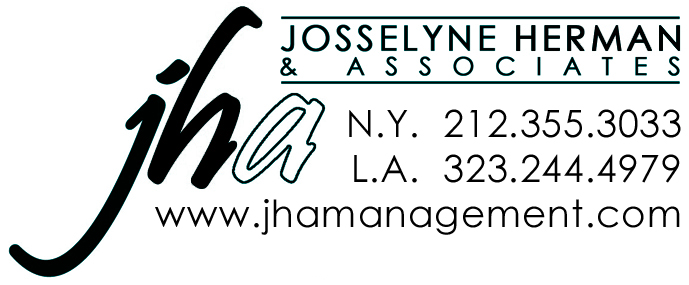 jha
JOSSELYNE HERMAN
& ASSOCIATES
N.Y. 212.355.3033
L.A. 323.244.4979
www.jhamanagement.com